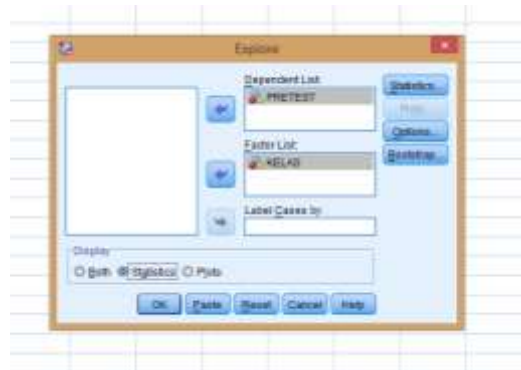 Explore
Dependent List:
PRETEST
Factor List:
KELAS
Label Cases by:
Statistics...
Plots...
Options...
Bootstrap...
Display
Both Statistics Plots
OK Paste Reset Cancel Help